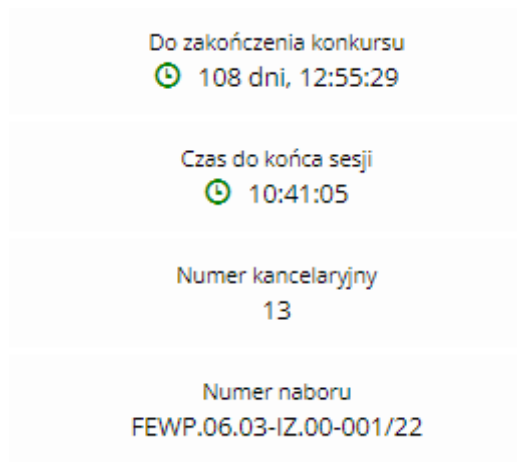 Do zakończenia konkursu
108 dni, 12:55:29
Czas do końca sesji
10:41:05
Numer kancelaryjny
13
Numer naboru
FEWP.06.03-IZ.00-001/22